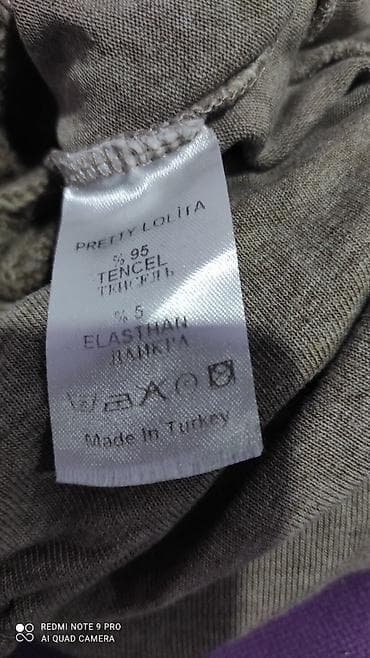 PRETTY LOLITA
% 95
TENCEL
ТЕНСЕЛЬ
% 5
ELASTHAN
ЛАЙКРА
Made In Turkey
REDMI NOTE 9 PRO
AI QUAD CAMERA